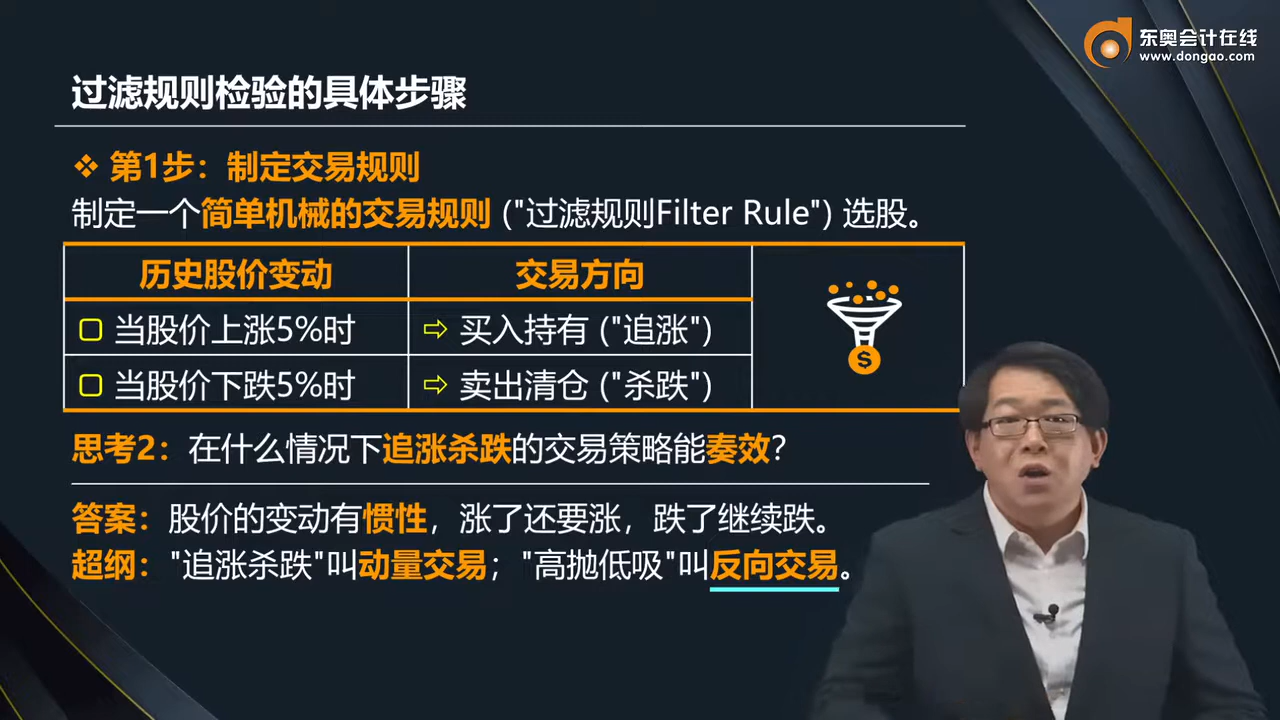 东奥会计在线
www.dongao.com
过滤规则检验的具体步骤
❖ 第1步：制定交易规则
制定一个简单机械的交易规则 ("过滤规则Filter Rule") 选股。
历史股价变动 交易方向
当股价上涨5%时 ⇨ 买入持有 ("追涨")
当股价下跌5%时 ⇨ 卖出清仓 ("杀跌")
$
思考2：在什么情况下追涨杀跌的交易策略能奏效?
答案：股价的变动有惯性，涨了还要涨，跌了继续跌。
超纲："追涨杀跌"叫动量交易；"高抛低吸"叫反向交易。